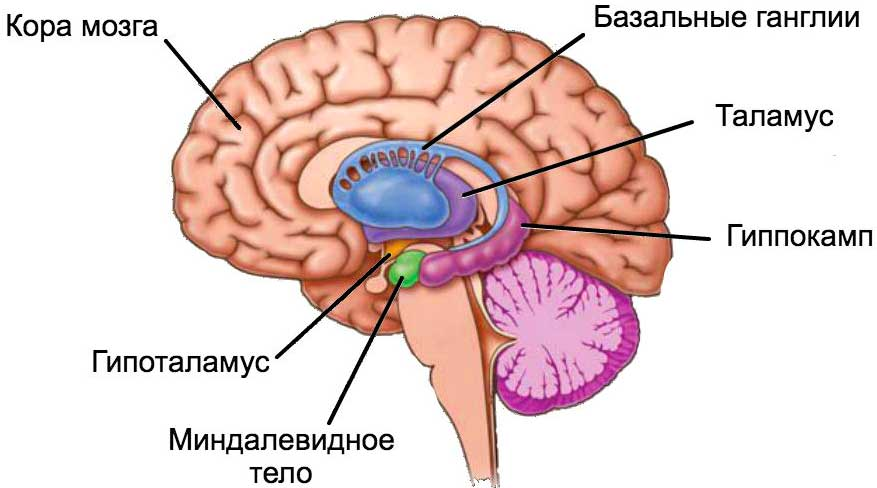 Кора мозга
Базальные ганглии
Таламус
Гиппокамп
Гипоталамус
Миндалевидное
тело